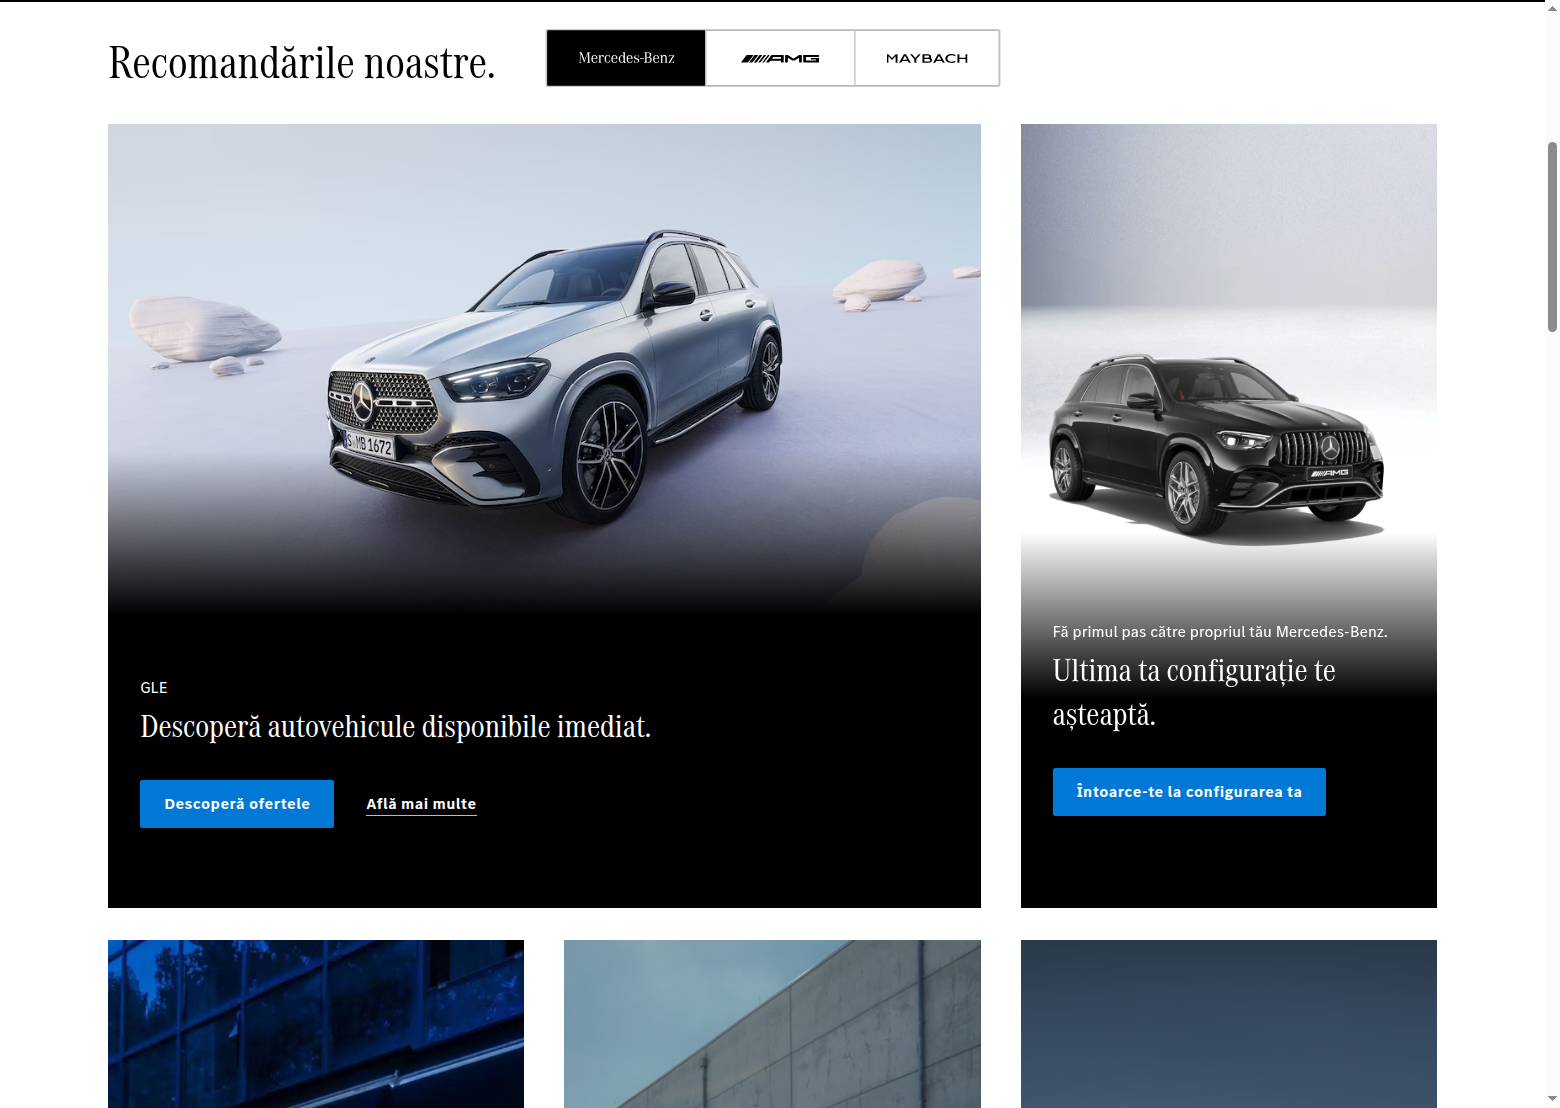 Recomandările noastre.
Mercedes-Benz
AMG
MAYBACH
S MB 1672
AMG
GLE
Descoperă autovehicule disponibile imediat.
Descoperă ofertele
Află mai multe
Fă primul pas către propriul tău Mercedes-Benz.
Ultima ta configurație te
așteaptă.
Întoarce-te la configurarea ta